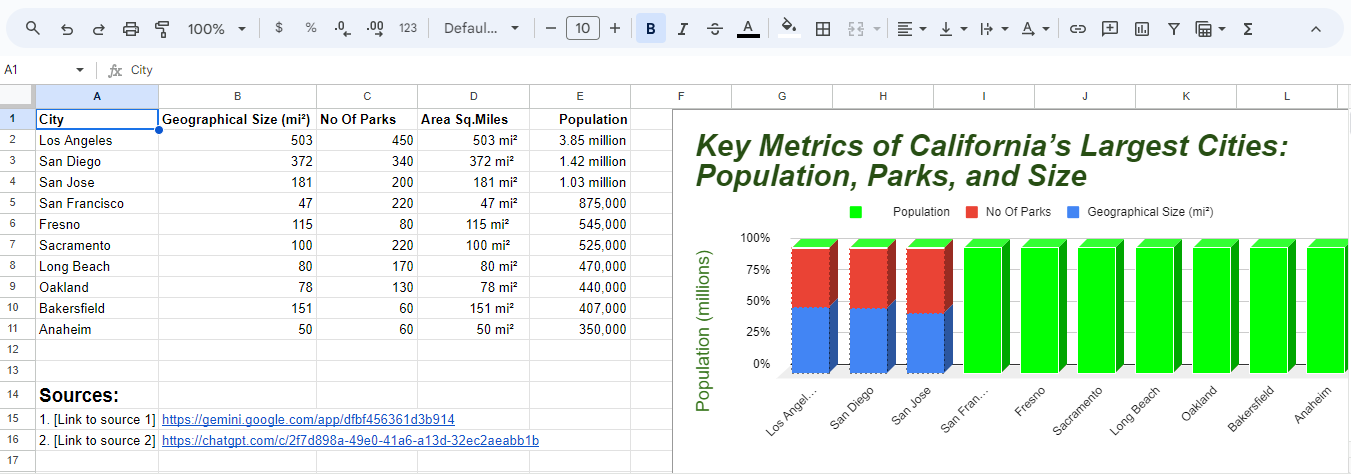 100% $ % .0 .00 123 Defaul... 10 B I S A
A1 fx City
A B C D E F G H I J K L
1 City Geographical Size (mi²) No Of Parks Area Sq.Miles Population
2 Los Angeles 503 450 503 mi² 3.85 million
3 San Diego 372 340 372 mi² 1.42 million
4 San Jose 181 200 181 mi² 1.03 million
5 San Francisco 47 220 47 mi² 875,000
6 Fresno 115 80 115 mi² 545,000
7 Sacramento 100 220 100 mi² 525,000
8 Long Beach 80 170 80 mi² 470,000
9 Oakland 78 130 78 mi² 440,000
10 Bakersfield 151 60 151 mi² 407,000
11 Anaheim 50 60 50 mi² 350,000
12
13
14 Sources:
15 1. [Link to source 1] https://gemini.google.com/app/dfbf456361d3b914
16 2. [Link to source 2] https://chatgpt.com/c/2f7d898a-49e0-41a6-a13d-32ec2aeabb1b
17
Key Metrics of California's Largest Cities:
Population, Parks, and Size
Population No Of Parks Geographical Size (mi²)
Population (millions)
100%
75%
50%
25%
0%
Los Angel... San Diego San Jose San Fran... Fresno Sacramento Long Beach Oakland Bakersfield Anaheim